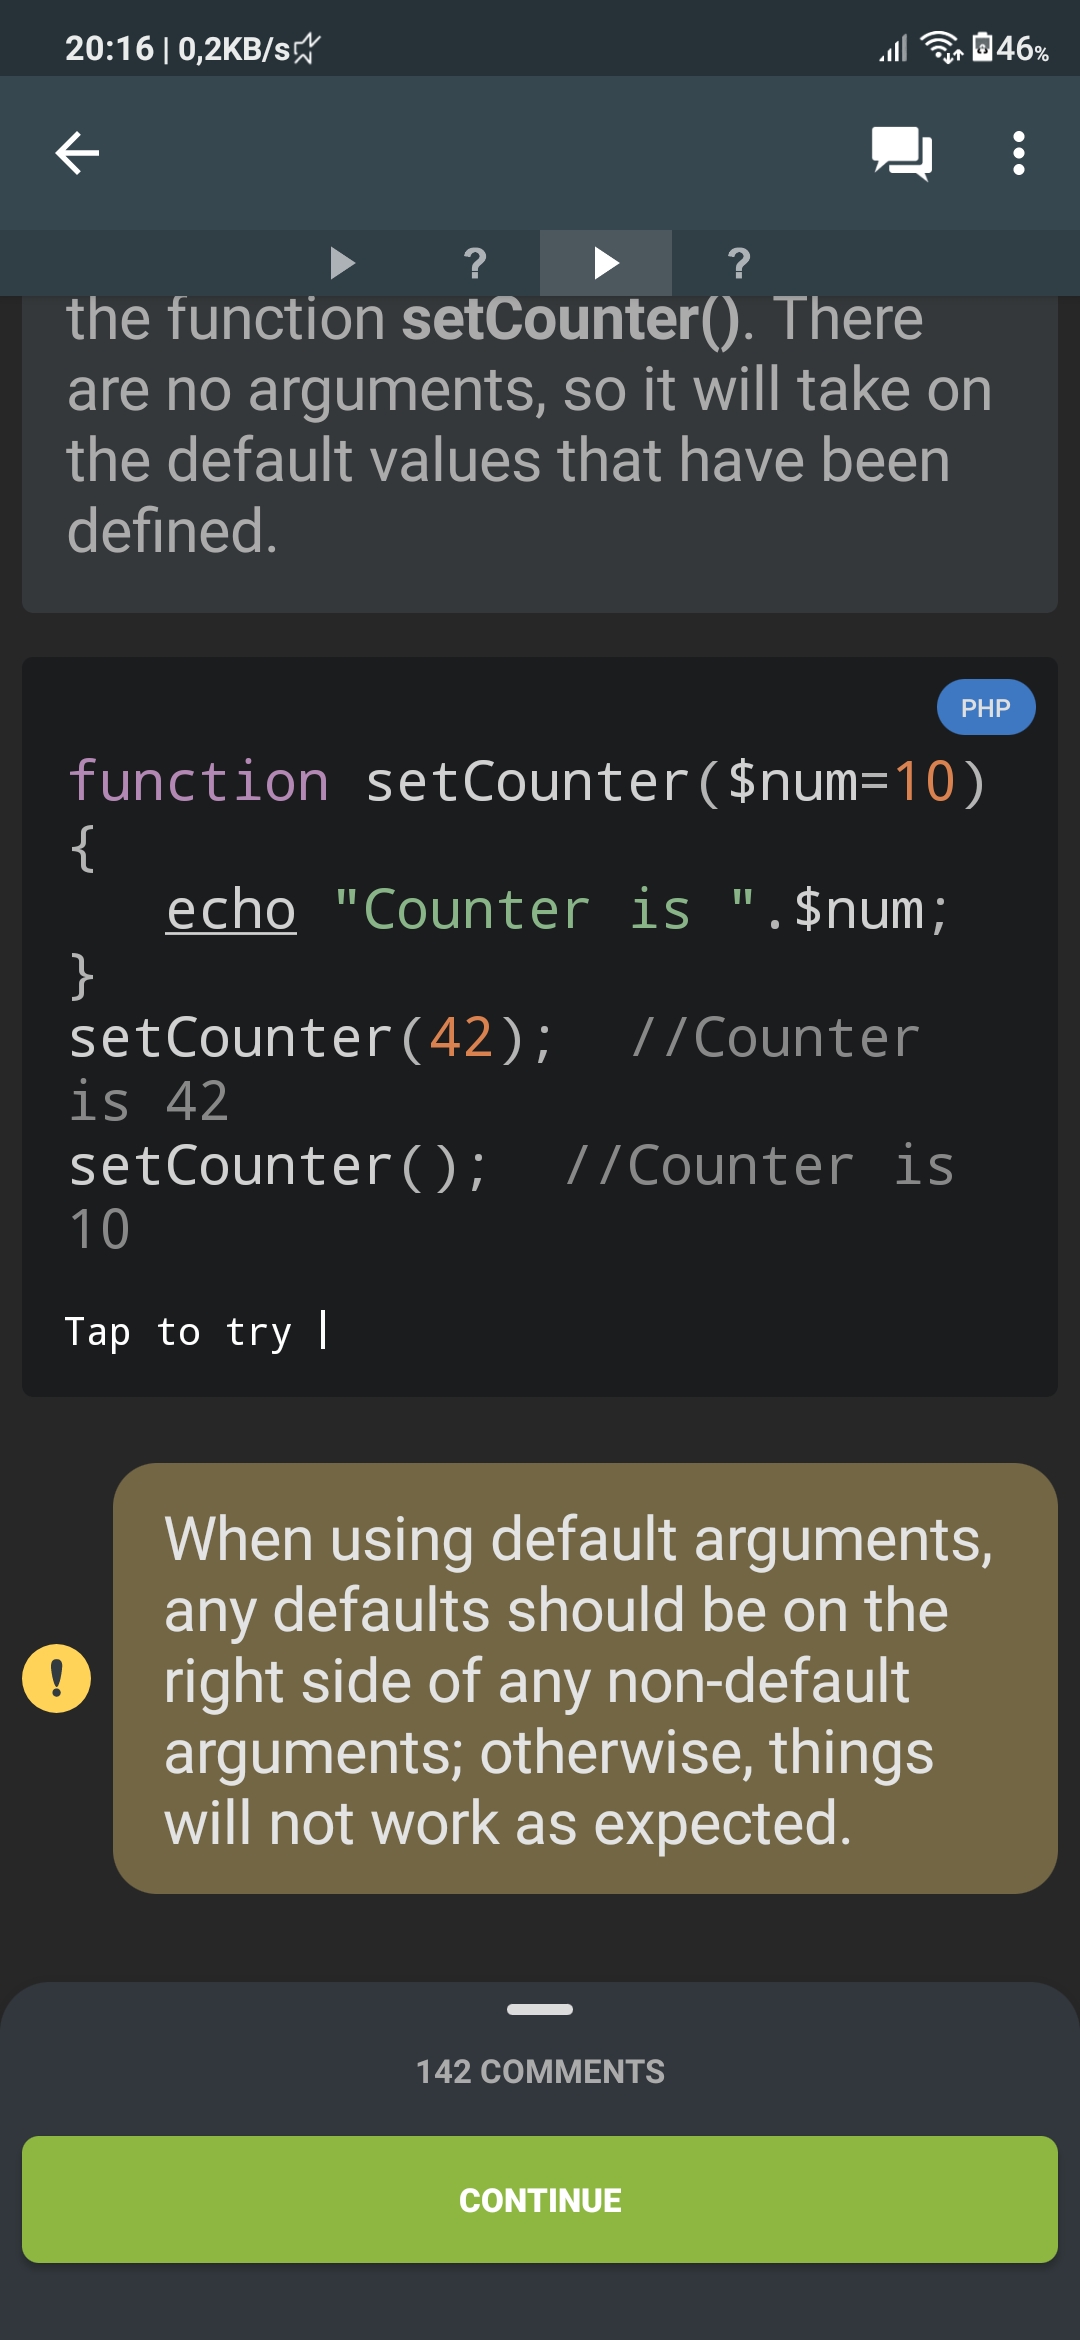 20:16 | 0,2KB/s
46%
?
?
the function setCounter(). There
are no arguments, so it will take on
the default values that have been
defined.
PHP
function setCounter($num=10)
{
echo "Counter is ".$num;
}
setCounter(42);  //Counter
is 42
setCounter();  //Counter is
10
Tap to try |
!
When using default arguments,
any defaults should be on the
right side of any non-default
arguments; otherwise, things
will not work as expected.
142 COMMENTS
CONTINUE